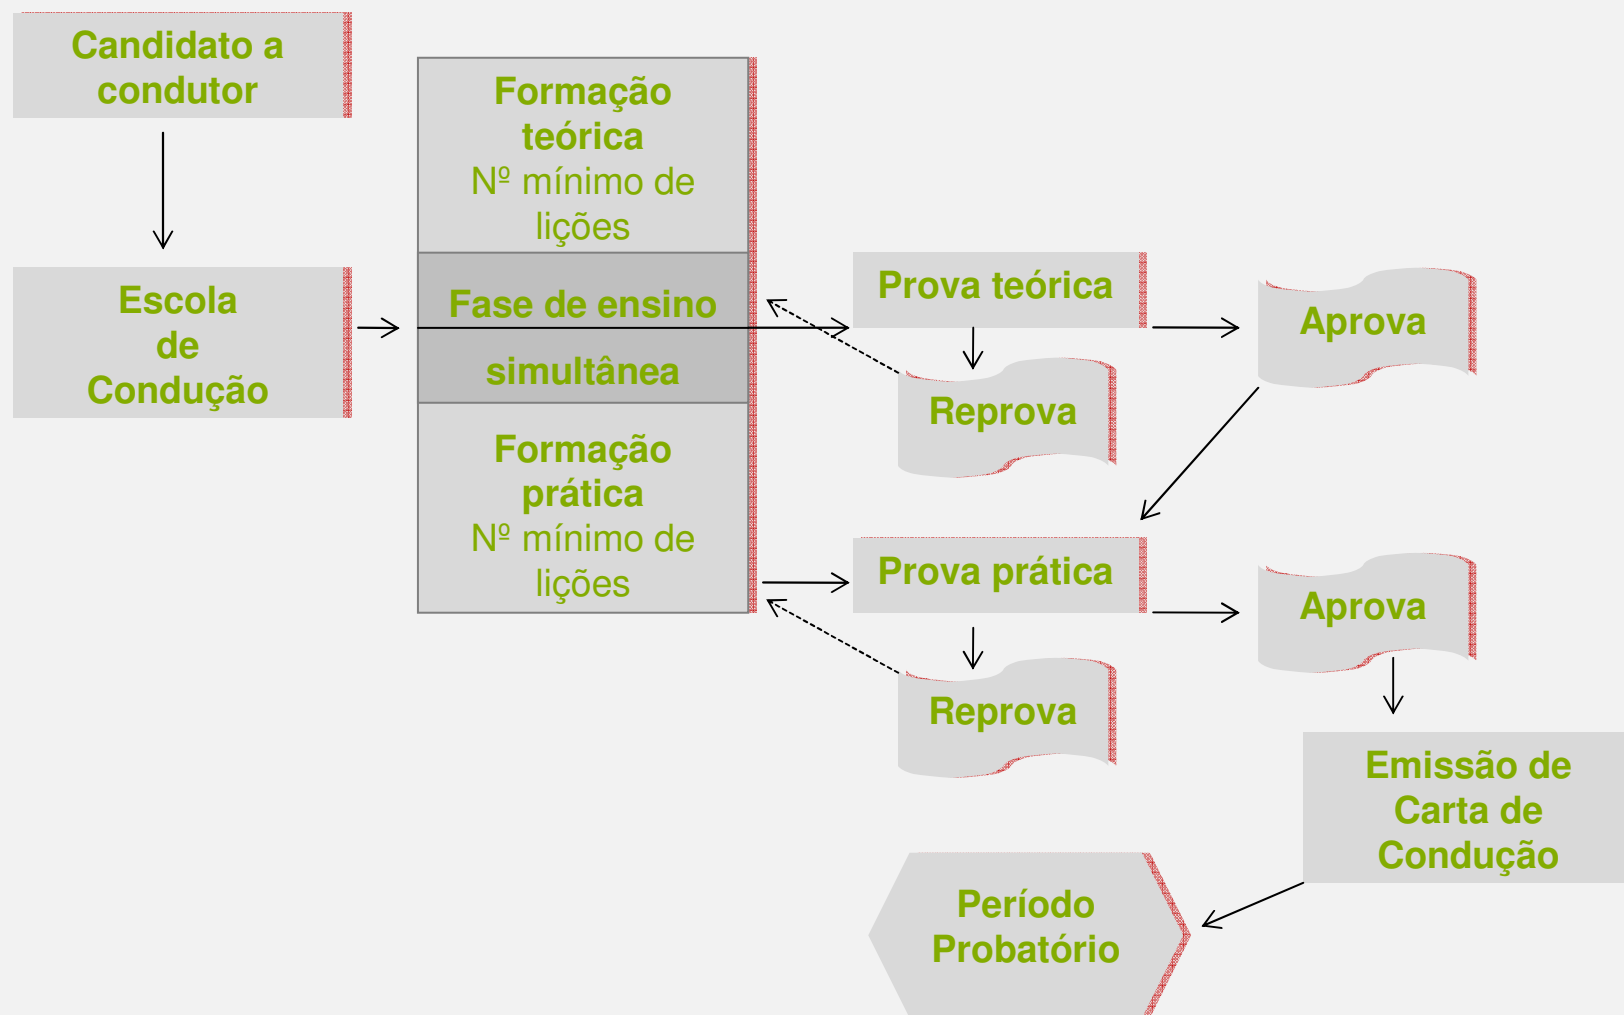 Candidato a
condutor
Escola
de
Condução
Formação
teórica
Nº mínimo de
lições
Fase de ensino
simultânea
Formação
prática
Nº mínimo de
lições
Prova teórica
Aprova
Reprova
Prova prática
Aprova
Reprova
Emissão de
Carta de
Condução
Período
Probatório